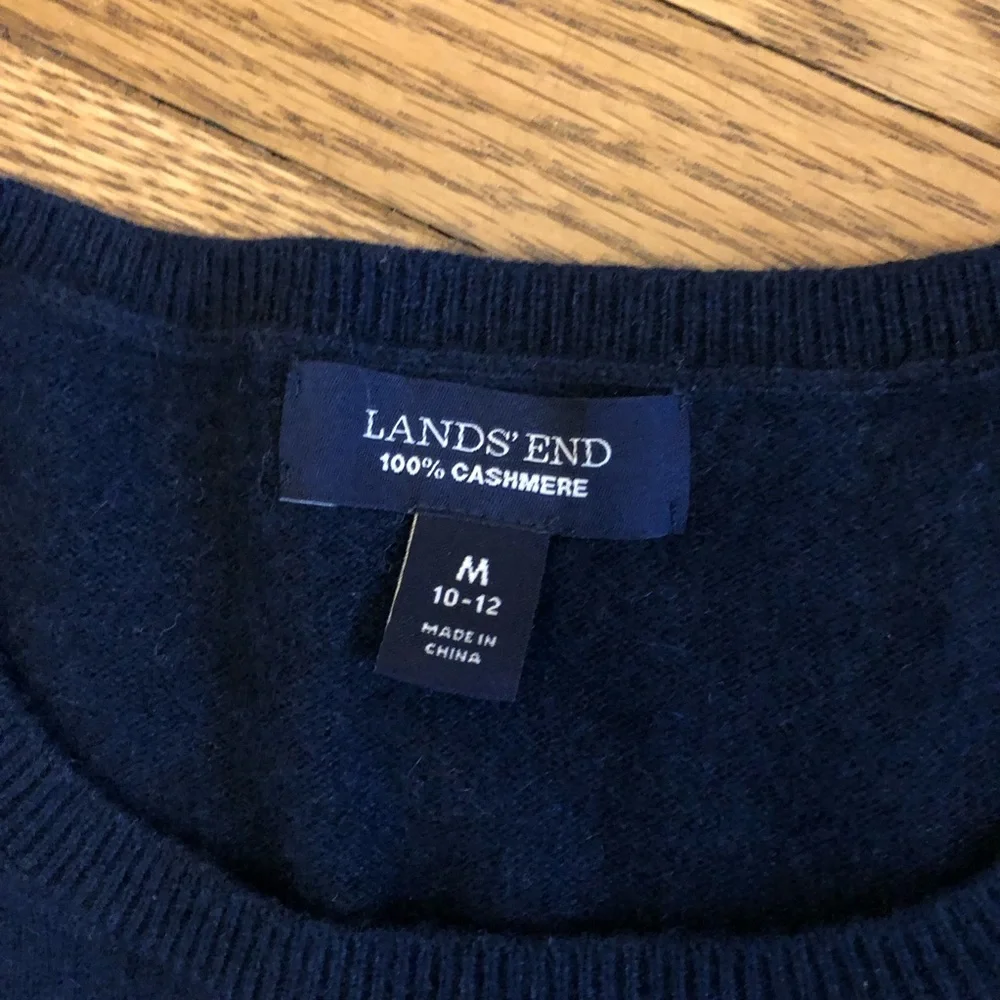 LANDS' END
100% CASHMERE
M
10-12
MADE IN
CHINA